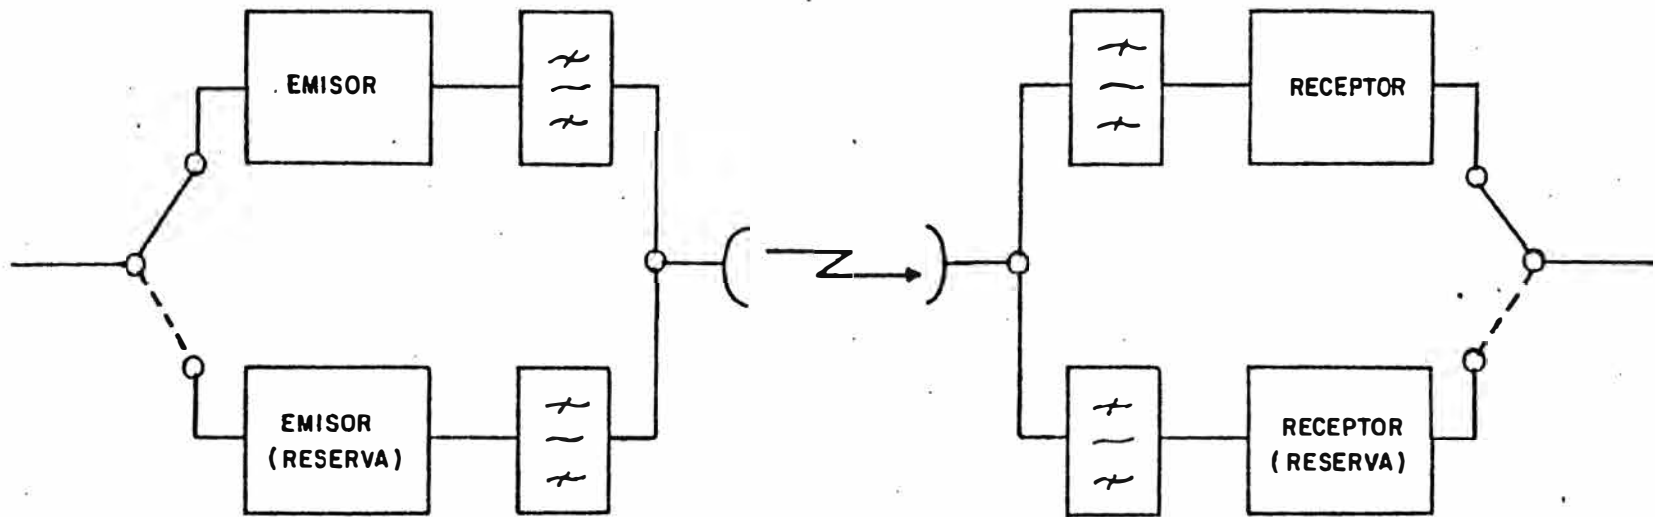 EMISOR
RECEPTOR
EMISOR
(RESERVA)
RECEPTOR
(RESERVA)